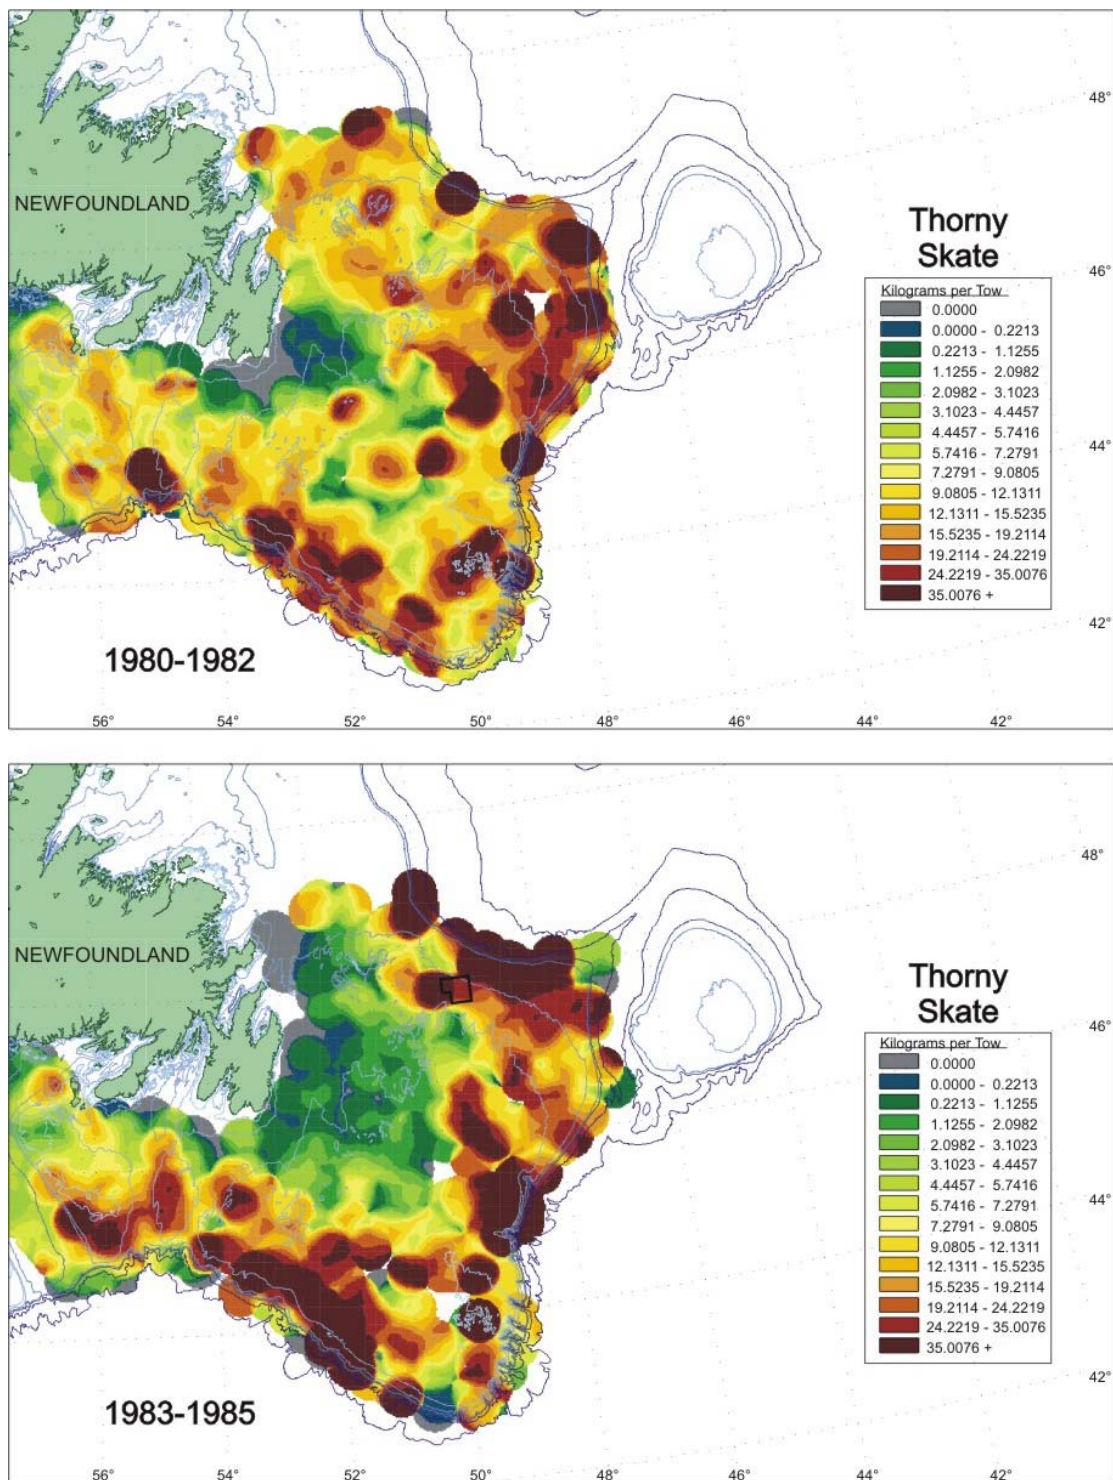 48°
NEWFOUNDLAND
Thorny
Skate
46°
Kilograms per Tow
0.0000
0.0000 - 0.2213
0.2213 - 1.1255
1.1255 - 2.0982
2.0982 - 3.1023
3.1023 - 4.4457
4.4457 - 5.7416
5.7416 - 7.2791
7.2791 - 9.0805
9.0805 - 12.1311
12.1311 - 15.5235
15.5235 - 19.2114
19.2114 - 24.2219
24.2219 - 35.0076
35.0076 +
44°
42°
1980-1982
56° 54° 52° 50° 48° 46° 44° 42°
48°
NEWFOUNDLAND
Thorny
Skate
46°
Kilograms per Tow
0.0000
0.0000 - 0.2213
0.2213 - 1.1255
1.1255 - 2.0982
2.0982 - 3.1023
3.1023 - 4.4457
4.4457 - 5.7416
5.7416 - 7.2791
7.2791 - 9.0805
9.0805 - 12.1311
12.1311 - 15.5235
15.5235 - 19.2114
19.2114 - 24.2219
24.2219 - 35.0076
35.0076 +
44°
42°
1983-1985
56° 54° 52° 50° 48° 46° 44° 42°